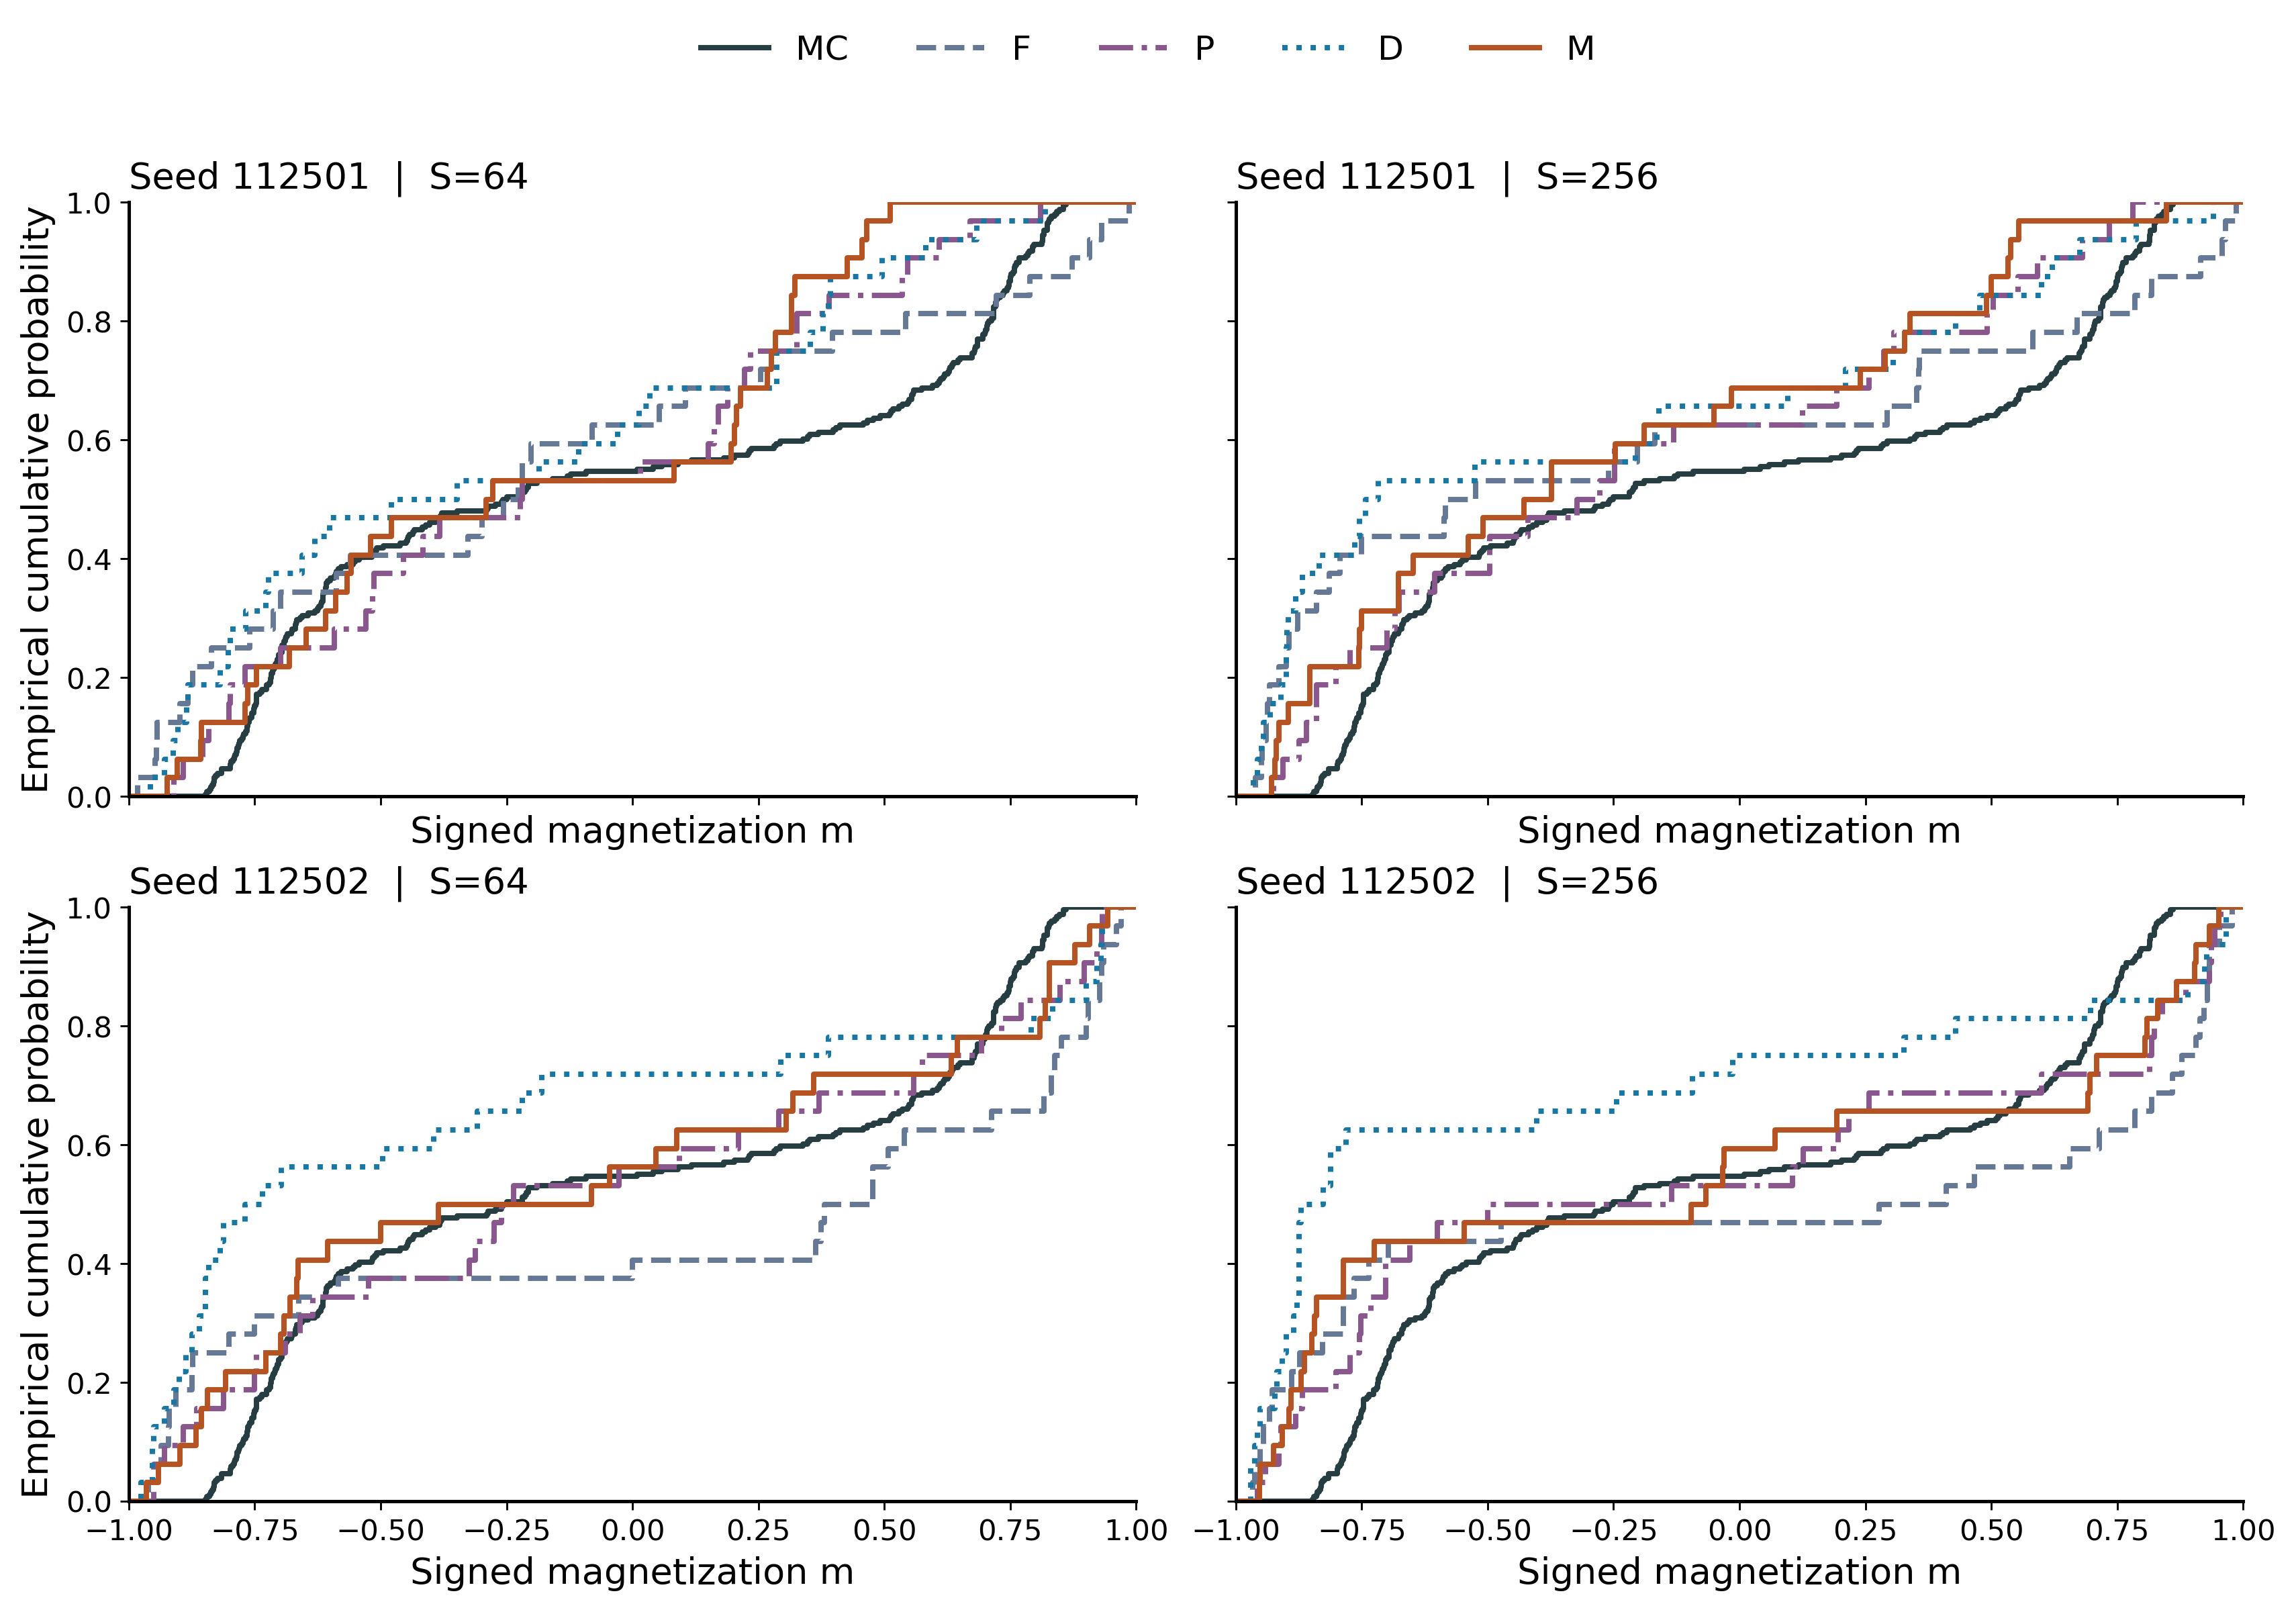 MC F P D M
Seed 112501 | S=64
Seed 112501 | S=256
Empirical cumulative probability
1.0
0.8
0.6
0.4
0.2
0.0
Signed magnetization m
Signed magnetization m
Seed 112502 | S=64
Seed 112502 | S=256
Empirical cumulative probability
1.0
0.8
0.6
0.4
0.2
0.0
−1.00 −0.75 −0.50 −0.25 0.00 0.25 0.50 0.75 1.00
−1.00 −0.75 −0.50 −0.25 0.00 0.25 0.50 0.75 1.00
Signed magnetization m
Signed magnetization m